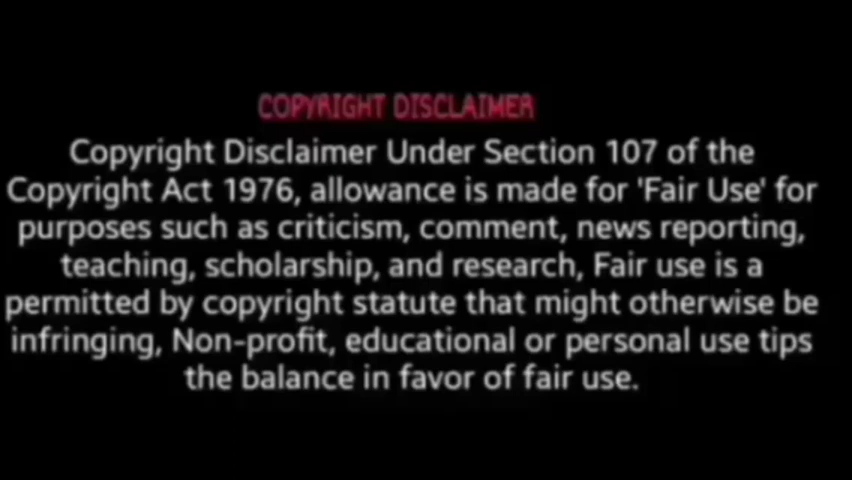 COPYRIGHT DISCLAIMER
Copyright Disclaimer Under Section 107 of the
Copyright Act 1976, allowance is made for 'Fair Use' for
purposes such as criticism, comment, news reporting,
teaching, scholarship, and research, Fair use is a
permitted by copyright statute that might otherwise be
infringing, Non-profit, educational or personal use tips
the balance in favor of fair use.